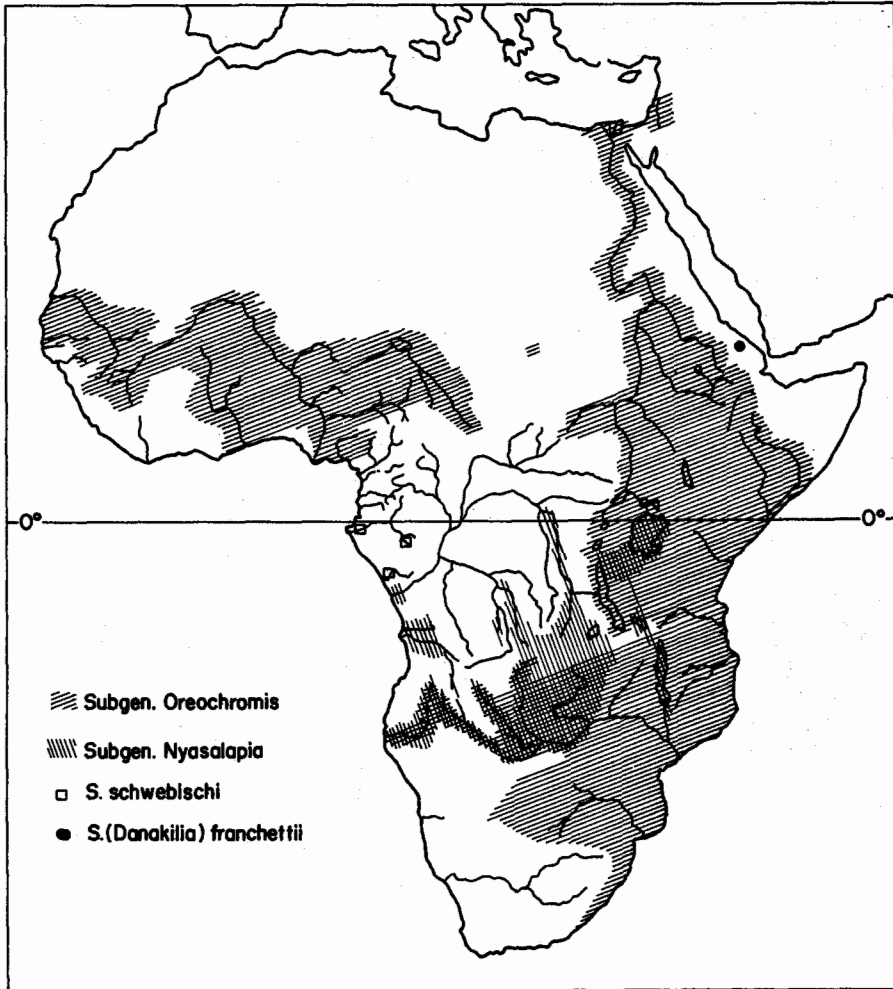 0° 0°
Subgen. Oreochromis
Subgen. Nyasalapia
S. schwebischi
S.(Danakilia) franchettii